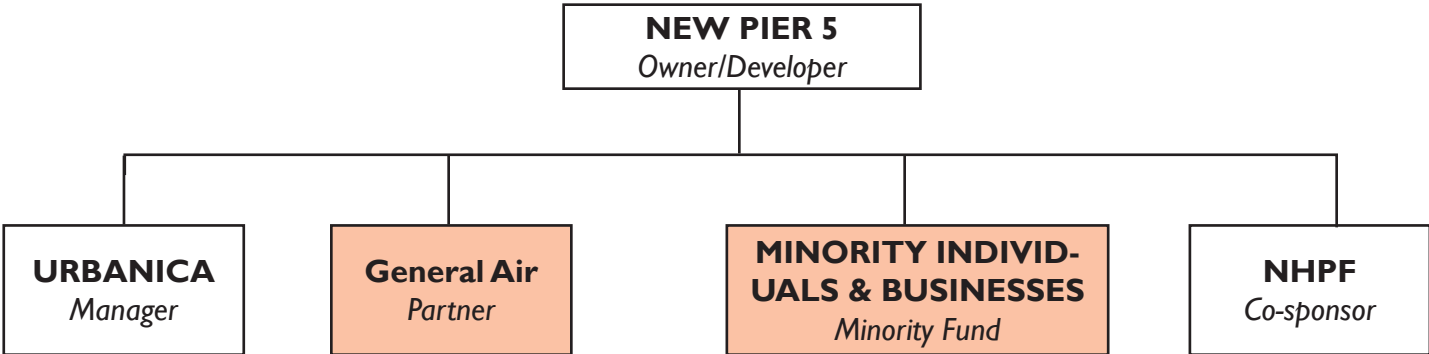 NEW PIER 5
Owner/Developer
URBANICA
Manager
General Air
Partner
MINORITY INDIVID-
UALS & BUSINESSES
Minority Fund
NHPF
Co-sponsor